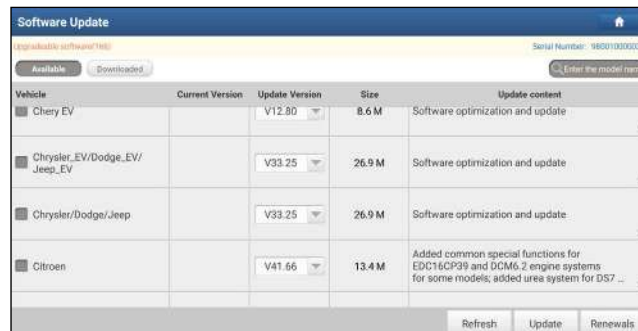 Software Update
Upgradeable software(166)
Serial Number:
Available
Downloaded
Enter the model nam
Vehicle
Current Version
Update Version
Size
Update content
Chery EV
V12.80
8.6 M
Software optimization and update
Chrysler_EV/Dodge_EV/
Jeep_EV
V33.25
26.9 M
Software optimization and update
Chrysler/Dodge/Jeep
V33.25
26.9 M
Software optimization and update
Citroen
V41.66
13.4 M
Added common special functions for
EDC16CP39 and DCM6.2 engine systems
for some models; added urea system for DS7 ...
Refresh
Update
Renewals